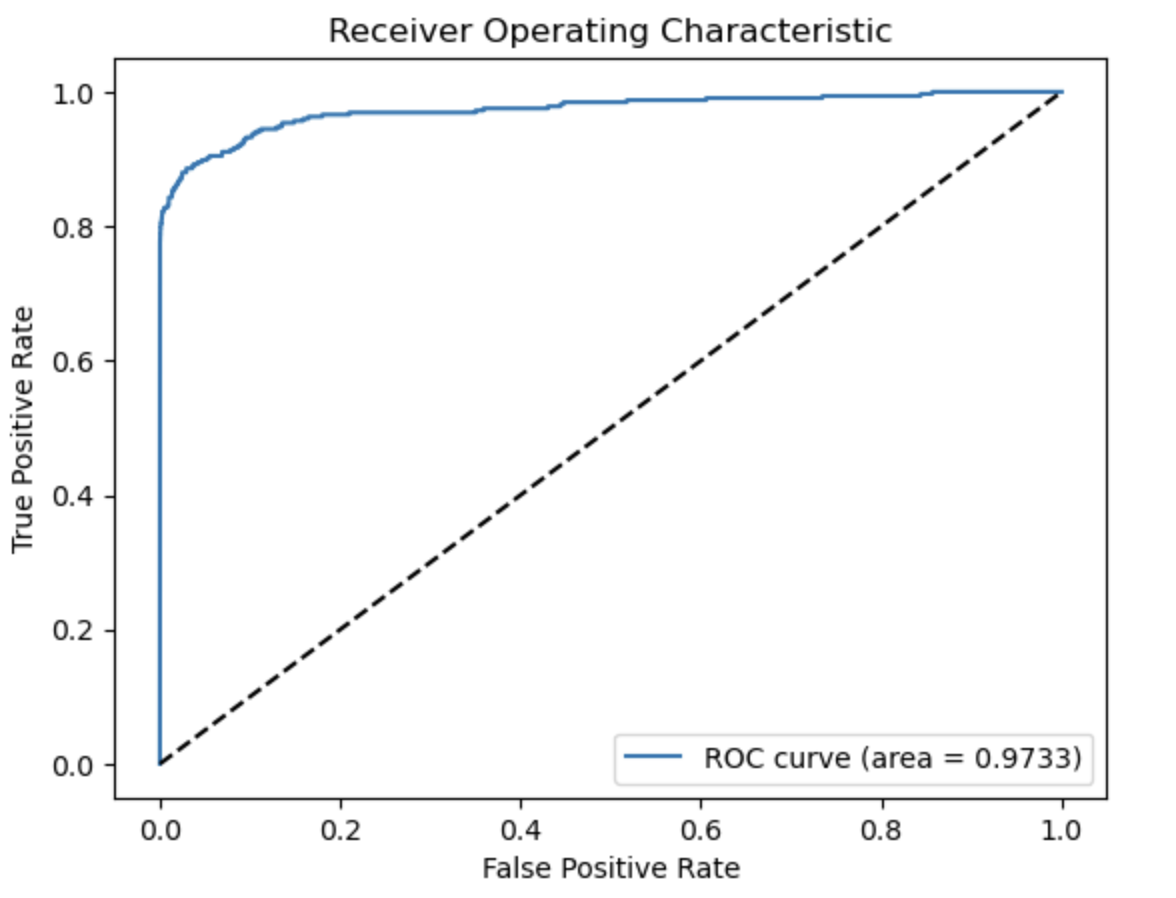 Receiver Operating Characteristic
1.0
0.8
0.6
0.4
0.2
0.0
True Positive Rate
ROC curve (area = 0.9733)
0.0 0.2 0.4 0.6 0.8 1.0
False Positive Rate